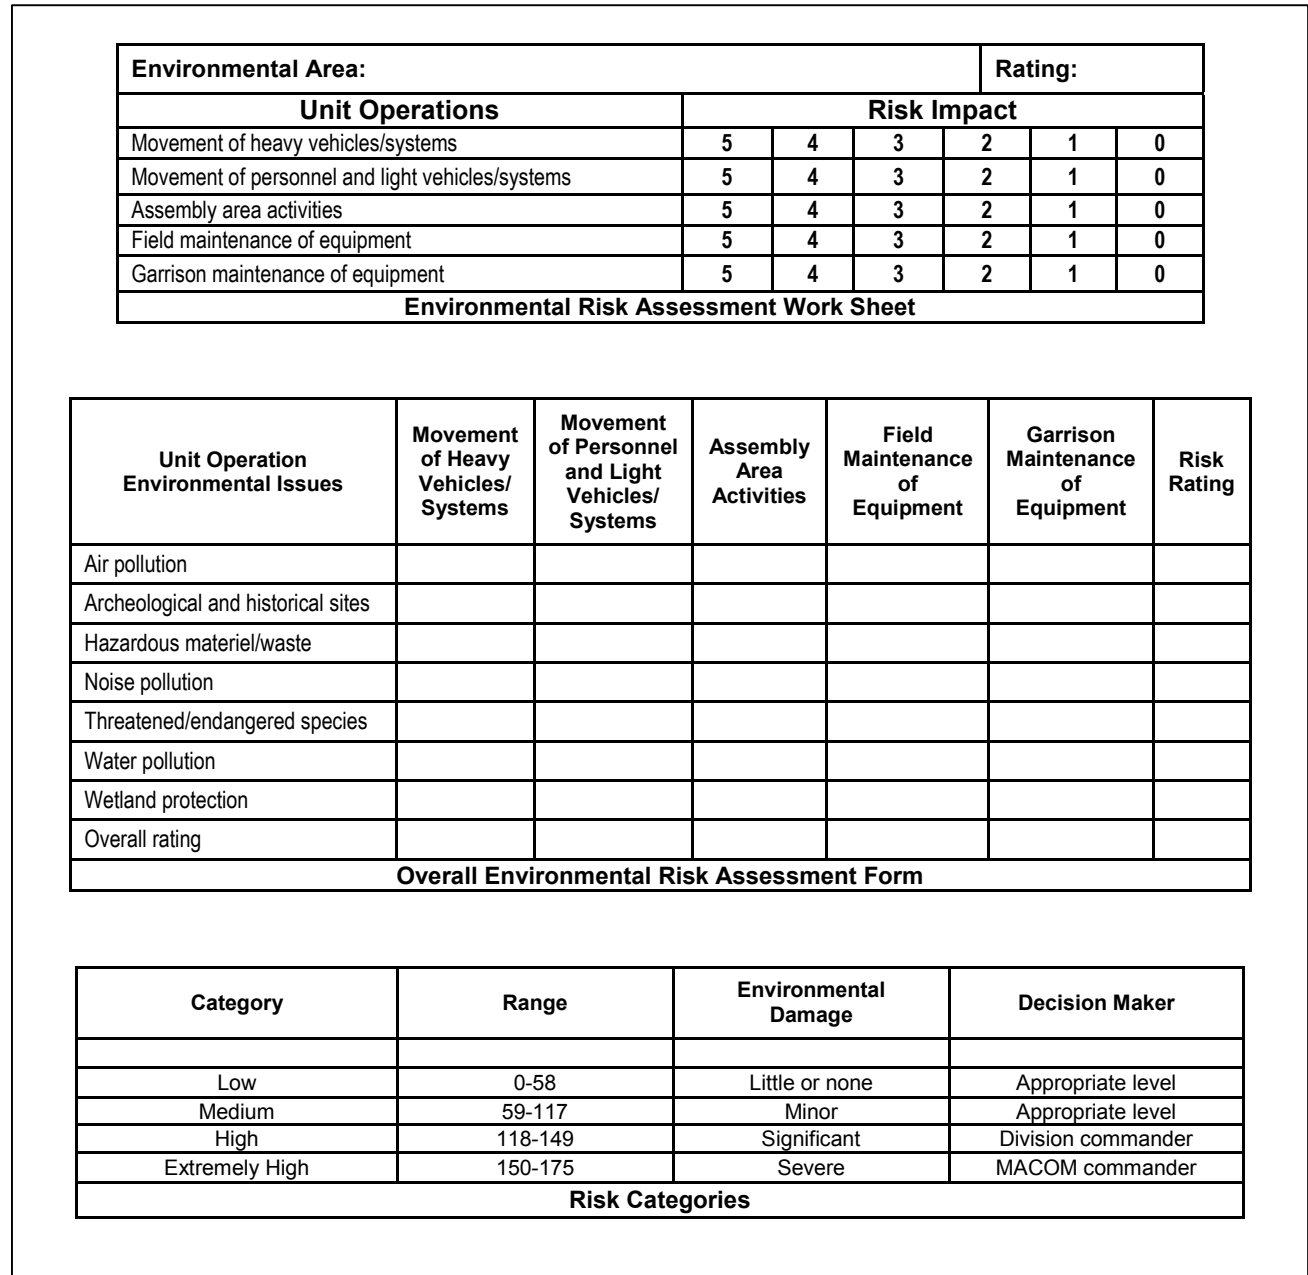 Environmental Area: Rating:
Unit Operations Risk Impact
Movement of heavy vehicles/systems 5 4 3 2 1 0
Movement of personnel and light vehicles/systems 5 4 3 2 1 0
Assembly area activities 5 4 3 2 1 0
Field maintenance of equipment 5 4 3 2 1 0
Garrison maintenance of equipment 5 4 3 2 1 0
Environmental Risk Assessment Work Sheet
Unit Operation
Environmental Issues
Movement
of Heavy
Vehicles/
Systems
Movement
of Personnel
and Light
Vehicles/
Systems
Assembly
Area
Activities
Field
Maintenance
of
Equipment
Garrison
Maintenance
of
Equipment
Risk
Rating
Air pollution
Archeological and historical sites
Hazardous materiel/waste
Noise pollution
Threatened/endangered species
Water pollution
Wetland protection
Overall rating
Overall Environmental Risk Assessment Form
Category Range Environmental
Damage Decision Maker
Low 0-58 Little or none Appropriate level
Medium 59-117 Minor Appropriate level
High 118-149 Significant Division commander
Extremely High 150-175 Severe MACOM commander
Risk Categories